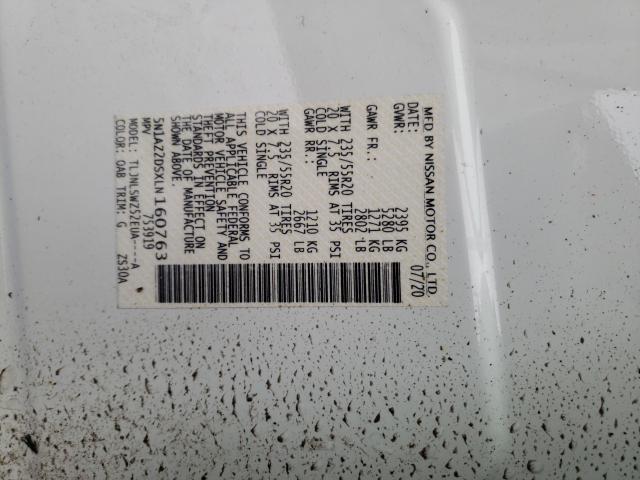 MFD BY NISSAN MOTOR CO., LTD.
DATE: 07/20
GVWR: 2395 KG
5280 LB
GAWR FR.: 1271 KG
2802 LB
WITH 235/55R20 TIRES
20 X 7.5 RIMS AT 35 PSI
COLD SINGLE
GAWR RR.: 1210 KG
2667 LB
WITH 235/55R20 TIRES
20 X 7.5 RIMS AT 35 PSI
COLD SINGLE
THIS VEHICLE CONFORMS TO
ALL APPLICABLE FEDERAL
MOTOR VEHICLE SAFETY AND
THEFT PREVENTION
STANDARDS IN EFFECT ON
THE DATE OF MANUFACTURE
SHOWN ABOVE.
5N1AZ2DSXLN160763
MPV 753919
TLJNLSWZ52EUA----A
COLOR: QAB TRIM: G ZS30A